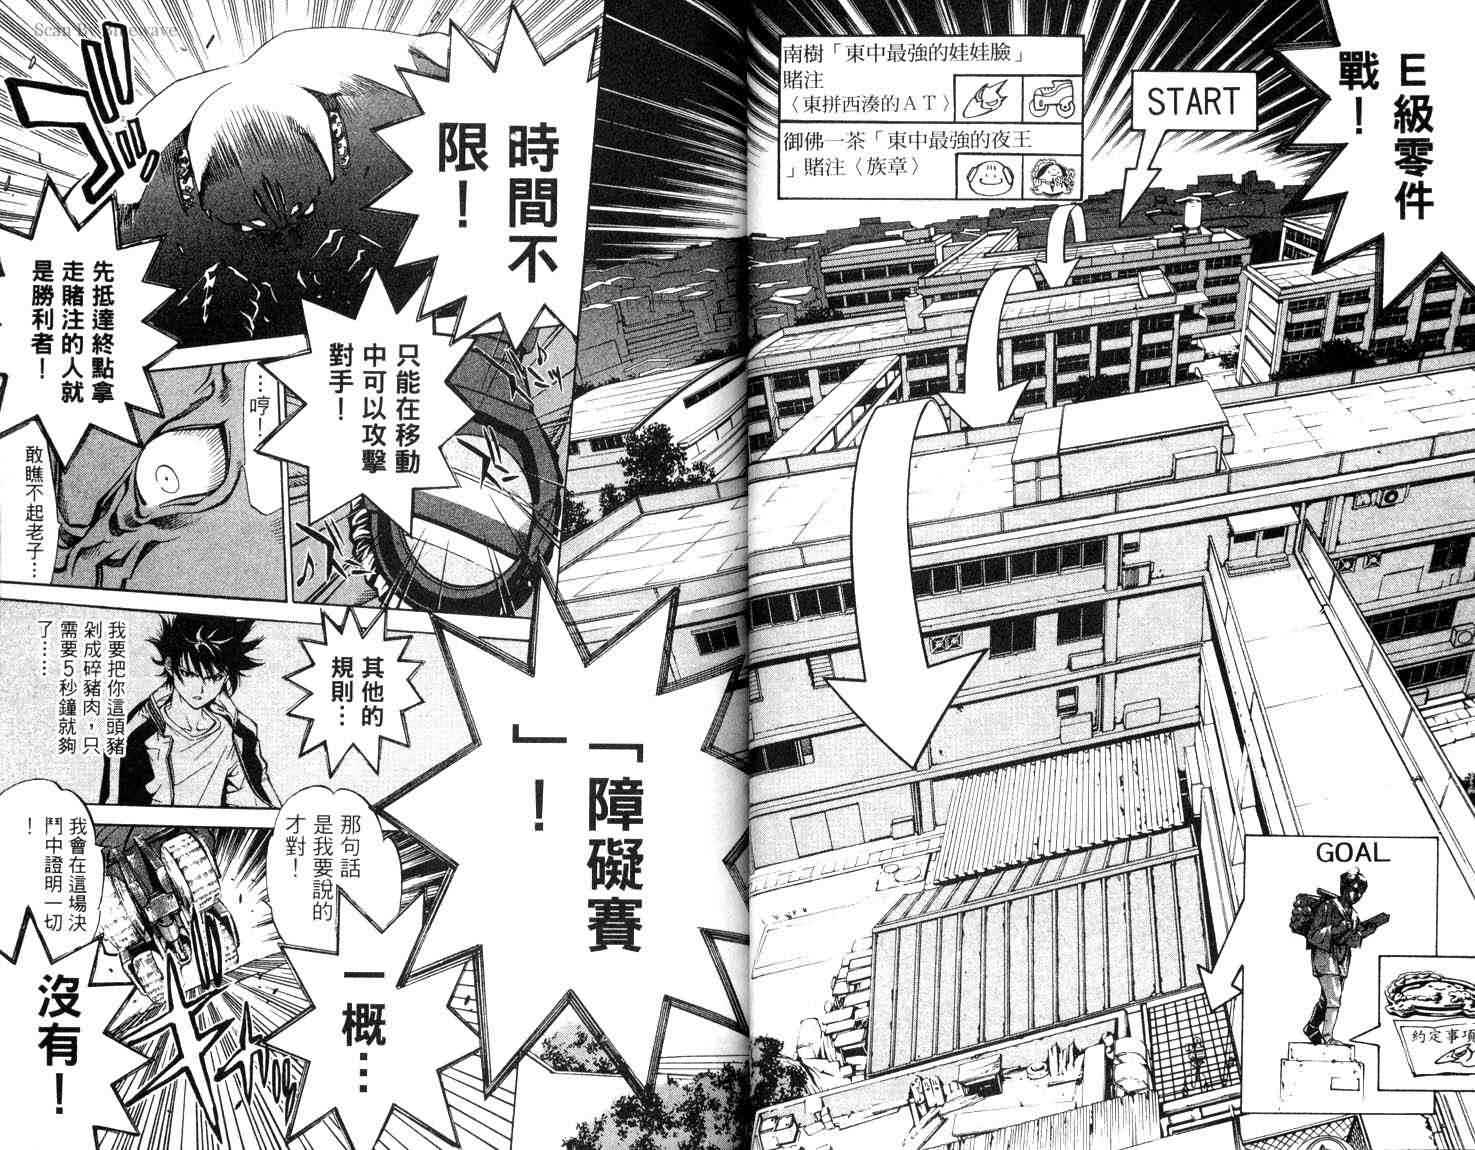 E級零件
戰！
START
南樹「東中最強的娃娃臉」
賭注
〈東拼西湊的AT〉
御佛一茶「東中最強的夜王
」賭注〈族章〉
GOAL
約定事項
時間不
限！
只能在移動
中可以攻擊
對手！
先抵達終點拿
走賭注的人就
是勝利者！
…哼！
敢瞧不起老子…
「障礙賽
」！
其他的
規則…
我要把你這頭豬
剁成碎豬肉，只
需要5秒鐘就夠
了……
那句話
是我要說的
才對！
一概…
我會在這場決
鬥中證明一切
！
沒有！